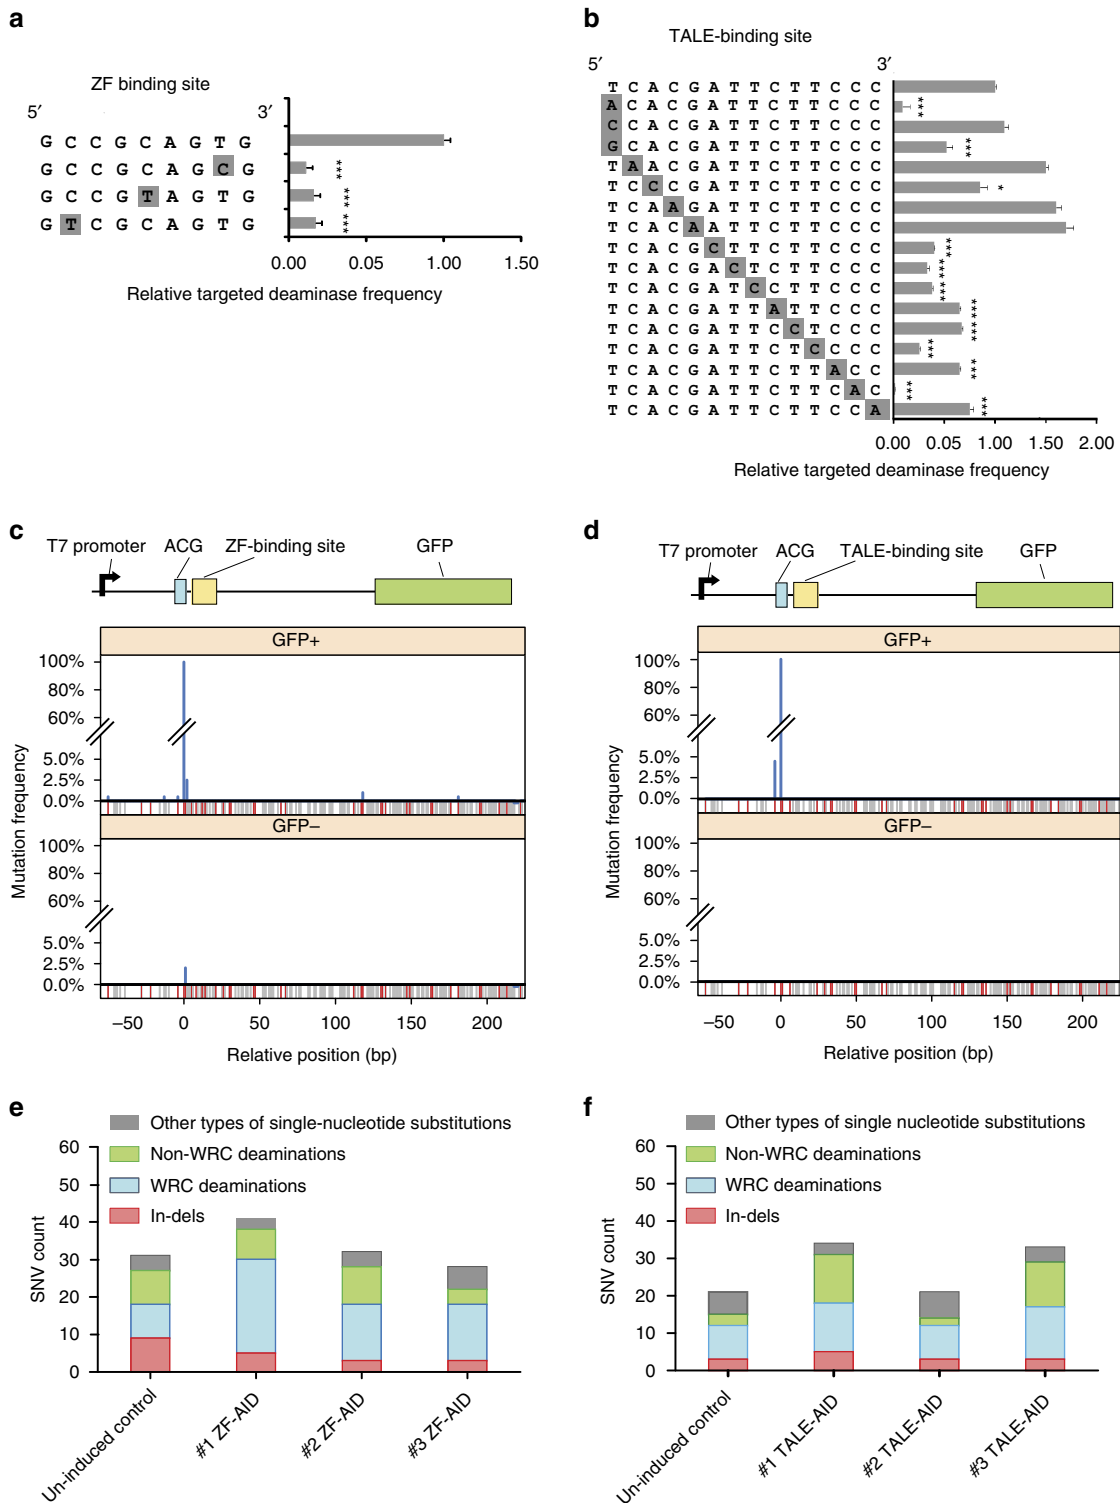 a
ZF binding site
5′ 3′
G C C G C A G T G
G C C G C A G C G ***
G C C G T A G T G ***
G T C G C A G T G ***
0.00 0.05 1.00 1.50
Relative targeted deaminase frequency
b
TALE-binding site
5′ 3′
T C A C G A T T C T T C C C
A C A C G A T T C T T C C C ***
C C A C G A T T C T T C C C
G C A C G A T T C T T C C C ***
T A A C G A T T C T T C C C
T C C C G A T T C T T C C C *
T C A A G A T T C T T C C C
T C A C A A T T C T T C C C
T C A C G C T T C T T C C C ***
T C A C G A C T C T T C C C ***
T C A C G A T C C T T C C C ***
T C A C G A T T A T T C C C ***
T C A C G A T T C C T C C C ***
T C A C G A T T C T C C C C ***
T C A C G A T T C T T A C C ***
T C A C G A T T C T T C A C ***
T C A C G A T T C T T C C A ***
0.00 0.05 1.00 1.50 2.00
Relative targeted deaminase frequency
c
T7 promoter ACG ZF-binding site GFP
GFP+
100%
80%
60%
5.0%
2.5%
0.0%
GFP–
100%
80%
60%
5.0%
2.5%
0.0%
Mutation frequency
–50 0 50 100 150 200
Relative position (bp)
d
T7 promoter ACG TALE-binding site GFP
GFP+
100%
80%
60%
5.0%
2.5%
0.0%
GFP–
100%
80%
60%
5.0%
2.5%
0.0%
Mutation frequency
–50 0 50 100 150 200
Relative position (bp)
e
Other types of single-nucleotide substitutions
Non-WRC deaminations
WRC deaminations
In-dels
60
50
40
30
20
10
0
SNV count
Un-induced control
#1 ZF-AID
#2 ZF-AID
#3 ZF-AID
f
Other types of single nucleotide substitutions
Non-WRC deaminations
WRC deaminations
In-dels
60
50
40
30
20
10
0
SNV count
Un-induced control
#1 TALE-AID
#2 TALE-AID
#3 TALE-AID